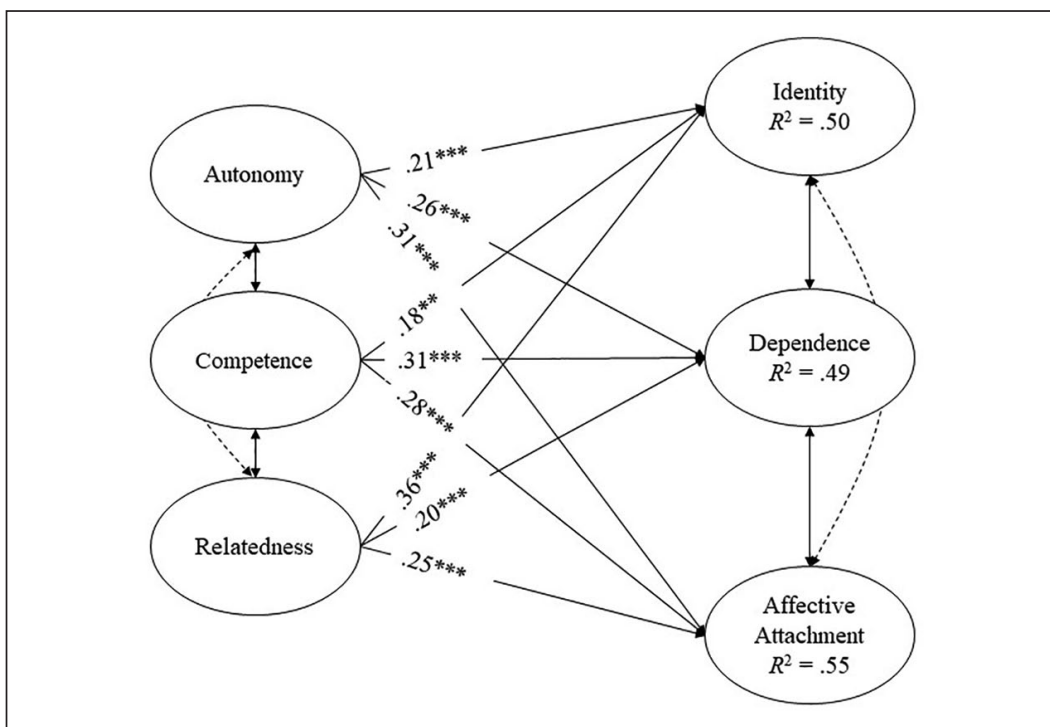 Autonomy
Competence
Relatedness
.21***
.26***
.31***
.18**
.31***
.28***
.36***
.20***
.25***
Identity
R² = .50
Dependence
R² = .49
Affective
Attachment
R² = .55